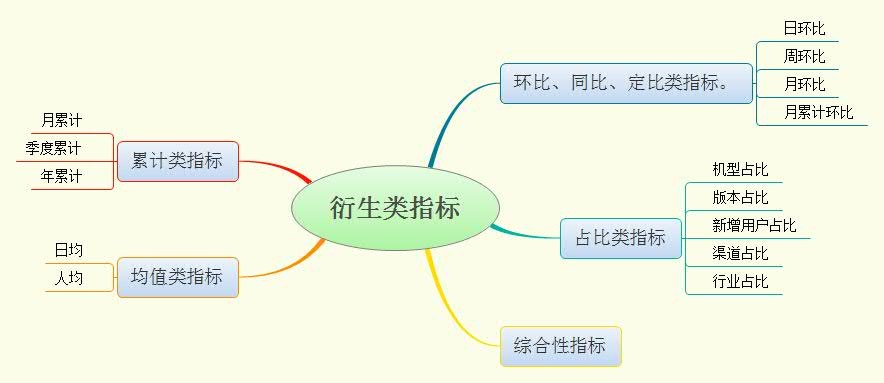 衍生类指标
环比、同比、定比类指标。
日环比
周环比
月环比
月累计环比
占比类指标
机型占比
版本占比
新增用户占比
渠道占比
行业占比
综合性指标
累计类指标
月累计
季度累计
年累计
均值类指标
日均
人均